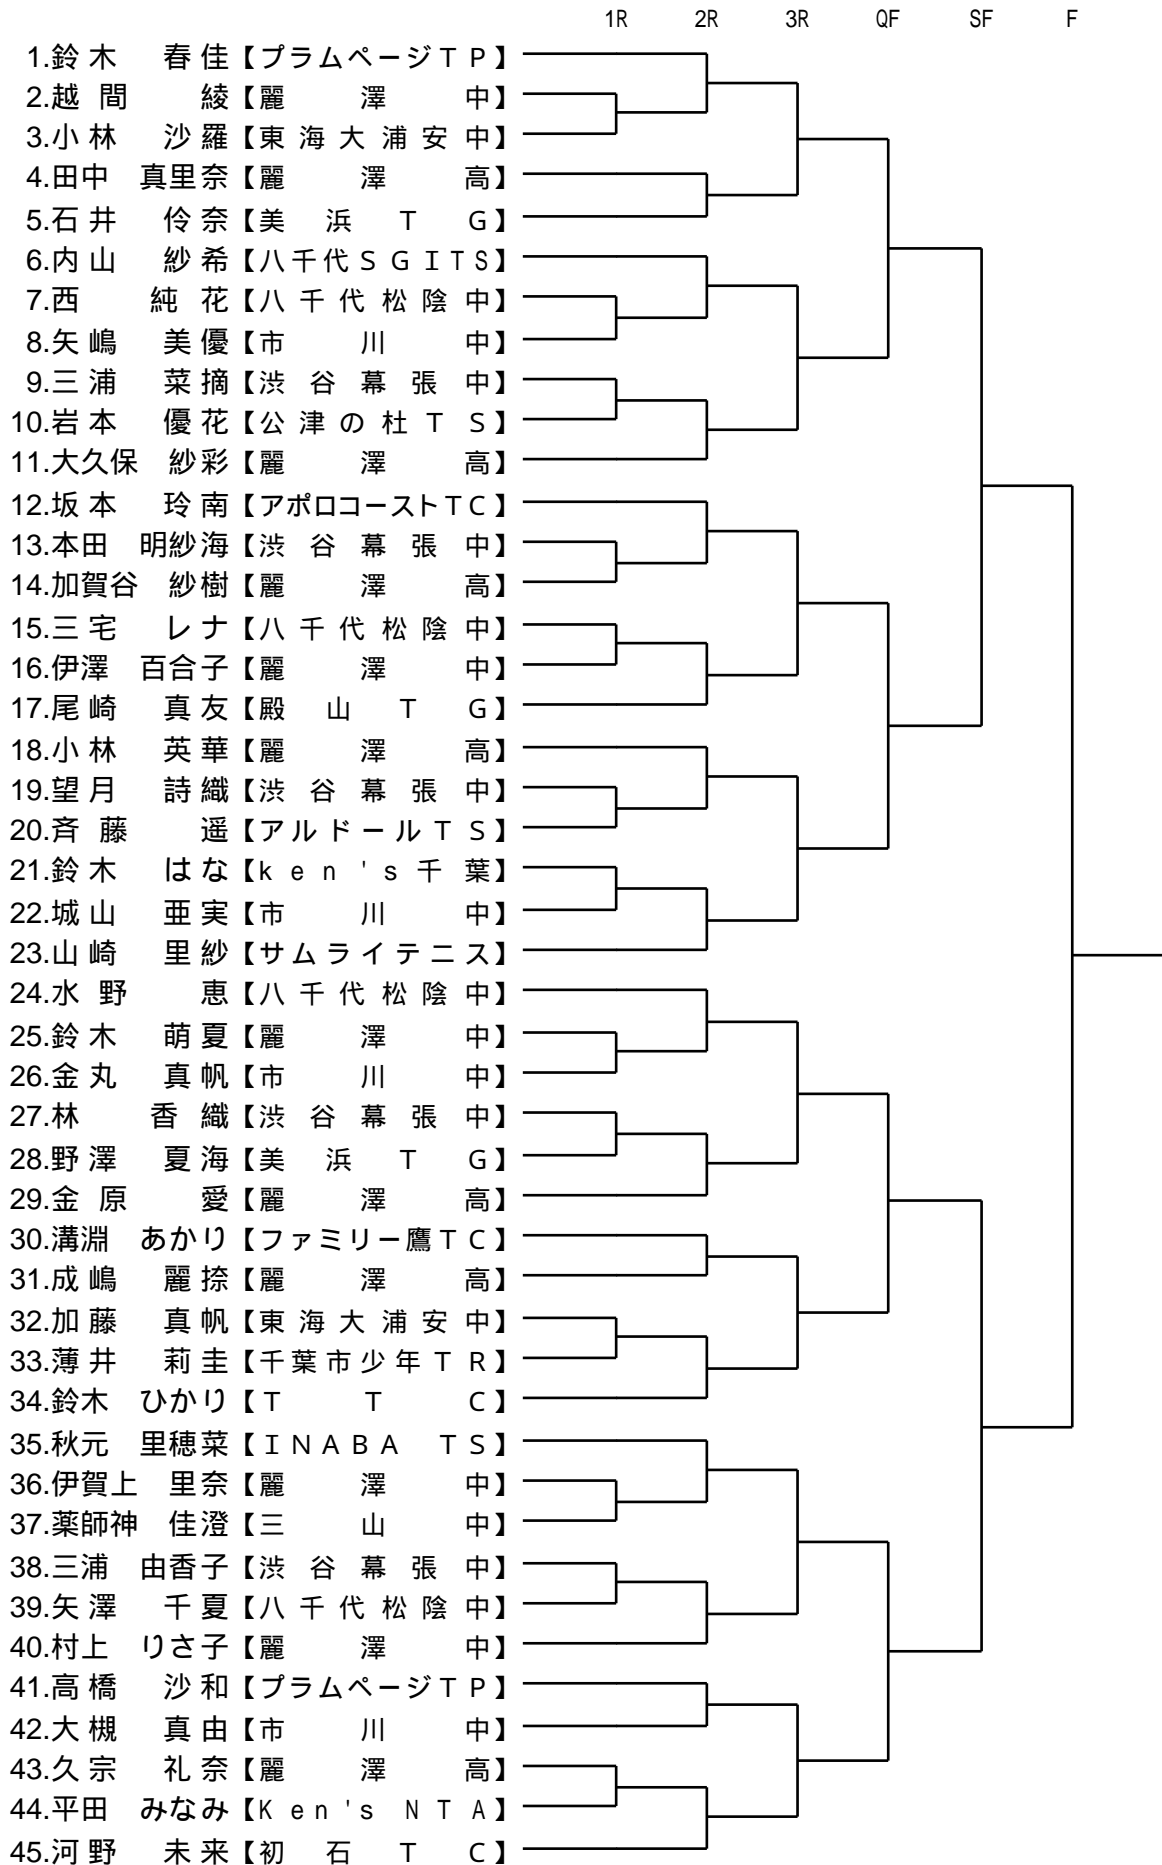 1R 2R 3R QF SF F
1.鈴木 春佳【プラムページＴＰ】
2.越間 綾【麗澤中】
3.小林 沙羅【東海大浦安中】
4.田中 真里奈【麗澤高】
5.石井 伶奈【美浜ＴＧ】
6.内山 紗希【八千代ＳＧＩＴＳ】
7.西 純花【八千代松陰中】
8.矢嶋 美優【市川中】
9.三浦 菜摘【渋谷幕張中】
10.岩本 優花【公津の杜ＴＳ】
11.大久保 紗彩【麗澤高】
12.坂本 玲南【アポロコーストＴＣ】
13.本田 明紗海【渋谷幕張中】
14.加賀谷 紗樹【麗澤高】
15.三宅 レナ【八千代松陰中】
16.伊澤 百合子【麗澤中】
17.尾崎 真友【殿山ＴＧ】
18.小林 英華【麗澤高】
19.望月 詩織【渋谷幕張中】
20.斉藤 遥【アルドールＴＳ】
21.鈴木 はな【ken's千葉】
22.城山 亜実【市川中】
23.山崎 里紗【サムライテニス】
24.水野 恵【八千代松陰中】
25.鈴木 萌夏【麗澤中】
26.金丸 真帆【市川中】
27.林 香織【渋谷幕張中】
28.野澤 夏海【美浜ＴＧ】
29.金原 愛【麗澤高】
30.溝淵 あかり【ファミリー鷹ＴＣ】
31.成嶋 麗捺【麗澤高】
32.加藤 真帆【東海大浦安中】
33.薄井 莉圭【千葉市少年ＴＲ】
34.鈴木 ひかり【ＴＴＣ】
35.秋元 里穂菜【ＩＮＡＢＡ ＴＳ】
36.伊賀上 里奈【麗澤中】
37.薬師神 佳澄【三山中】
38.三浦 由香子【渋谷幕張中】
39.矢澤 千夏【八千代松陰中】
40.村上 りさ子【麗澤中】
41.高橋 沙和【プラムページＴＰ】
42.大槻 真由【市川中】
43.久宗 礼奈【麗澤高】
44.平田 みなみ【Ken's NTA】
45.河野 未来【初石ＴＣ】